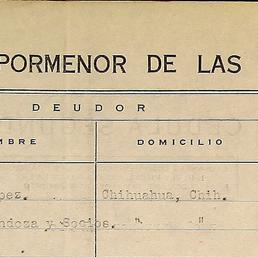 PORMENOR DE LAS
DEUDOR
MBRE DOMICILIO
pez. Chihuahua, Chih.
ndoza y Socios. " "